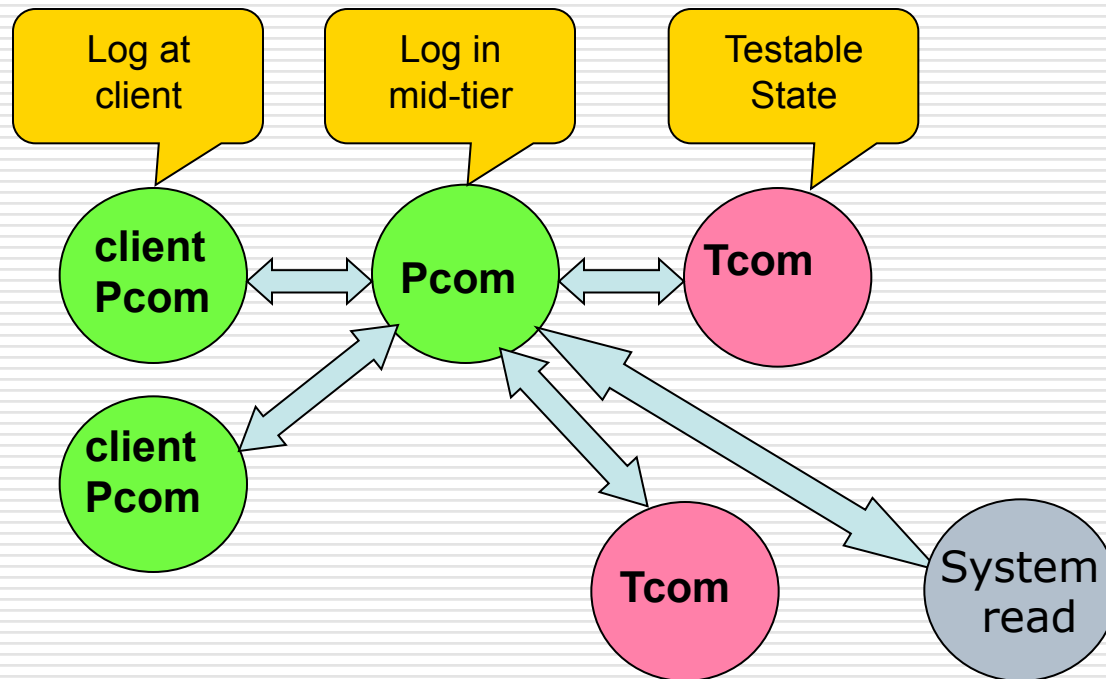 Log at
client
Log in
mid-tier
Testable
State
client
Pcom
Pcom
Tcom
client
Pcom
Tcom
System
read